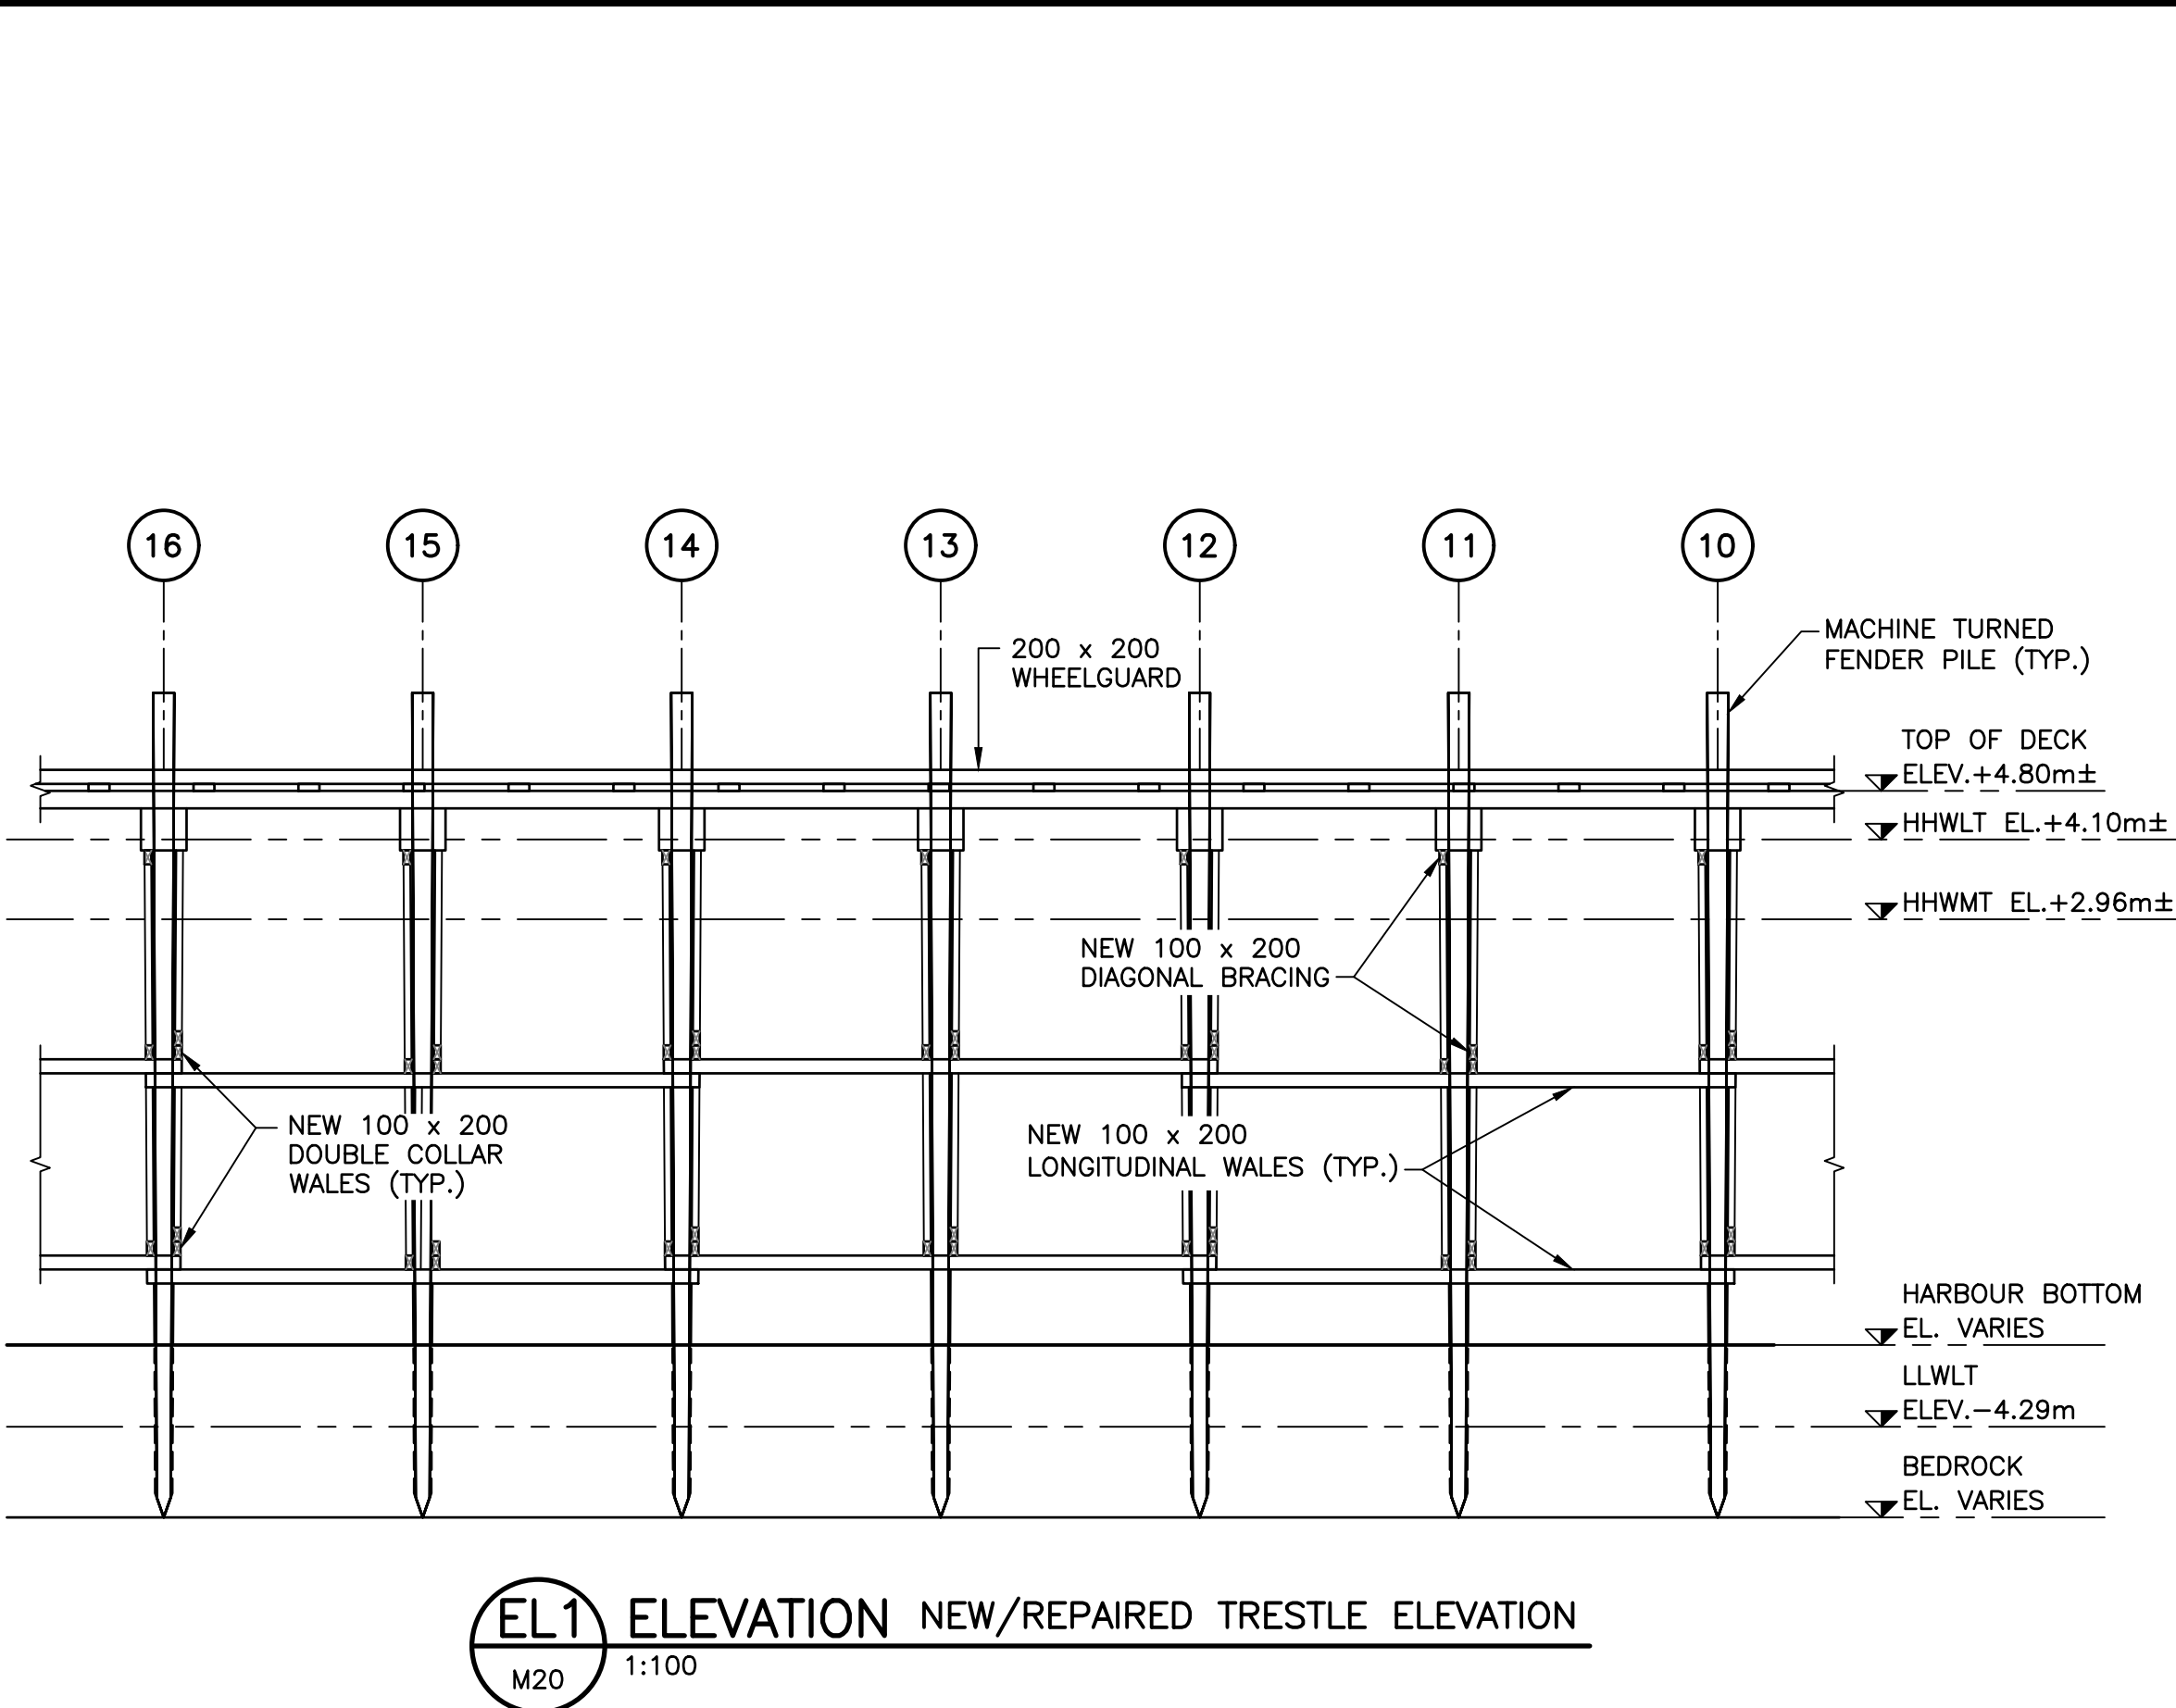 16
15
14
13
12
11
10
200 x 200
WHEELGUARD
MACHINE TURNED
FENDER PILE (TYP.)
TOP OF DECK
ELEV.+4.80m±
HHWLT EL.+4.10m±
HHWMT EL.+2.96m±
NEW 100 x 200
DIAGONAL BRACING
NEW 100 x 200
DOUBLE COLLAR
WALES (TYP.)
NEW 100 x 200
LONGITUDINAL WALES (TYP.)
HARBOUR BOTTOM
EL. VARIES
LLWLT
ELEV.-4.29m
BEDROCK
EL. VARIES
EL1
M20
ELEVATION NEW/REPAIRED TRESTLE ELEVATION
1:100